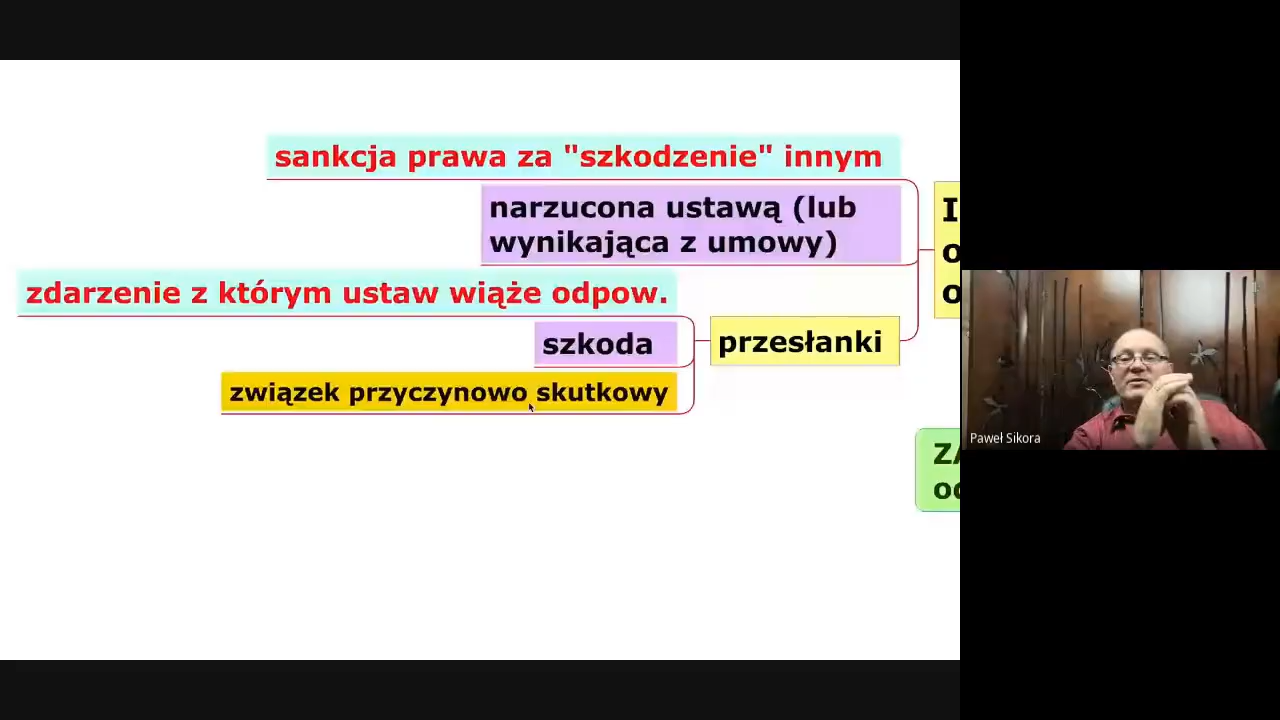 sankcja prawa za "szkodzenie" innym
narzucona ustawą (lub
wynikająca z umowy)
zdarzenie z którym ustaw wiąże odpow.
szkoda
przesłanki
związek przyczynowo skutkowy
Paweł Sikora